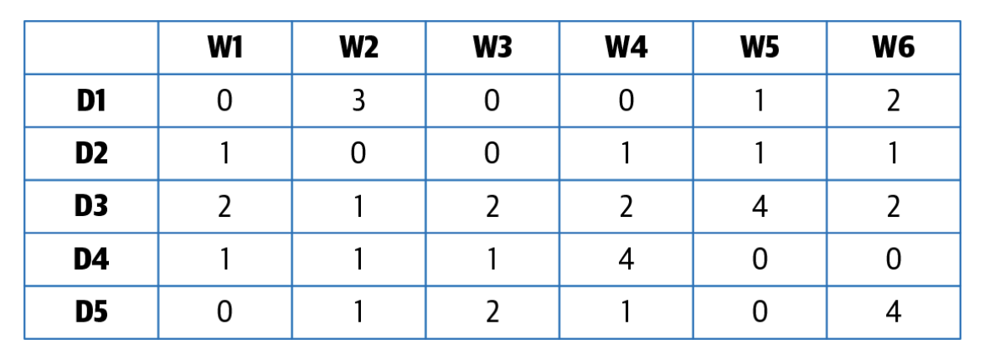 W1 W2 W3 W4 W5 W6
D1 0 3 0 0 1 2
D2 1 0 0 1 1 1
D3 2 1 2 2 4 2
D4 1 1 1 4 0 0
D5 0 1 2 1 0 4